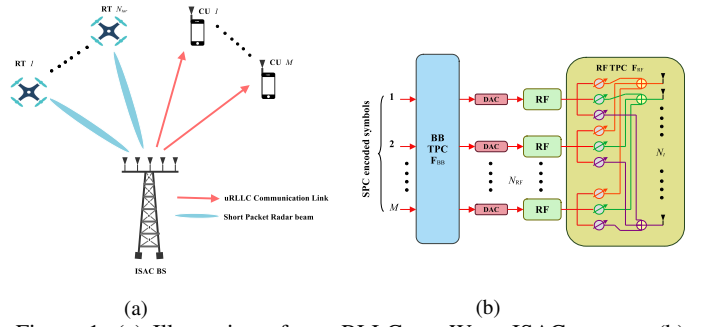 RT N_tar
CU 1
CU M
RT 1
uRLLC Communication Link
Short Packet Radar beam
ISAC BS
(a)
SPC encoded symbols
1
2
M
BB
TPC
F_BB
DAC
RF
DAC
RF
N_RF
DAC
RF
RF TPC F_RF
N_t
(b)